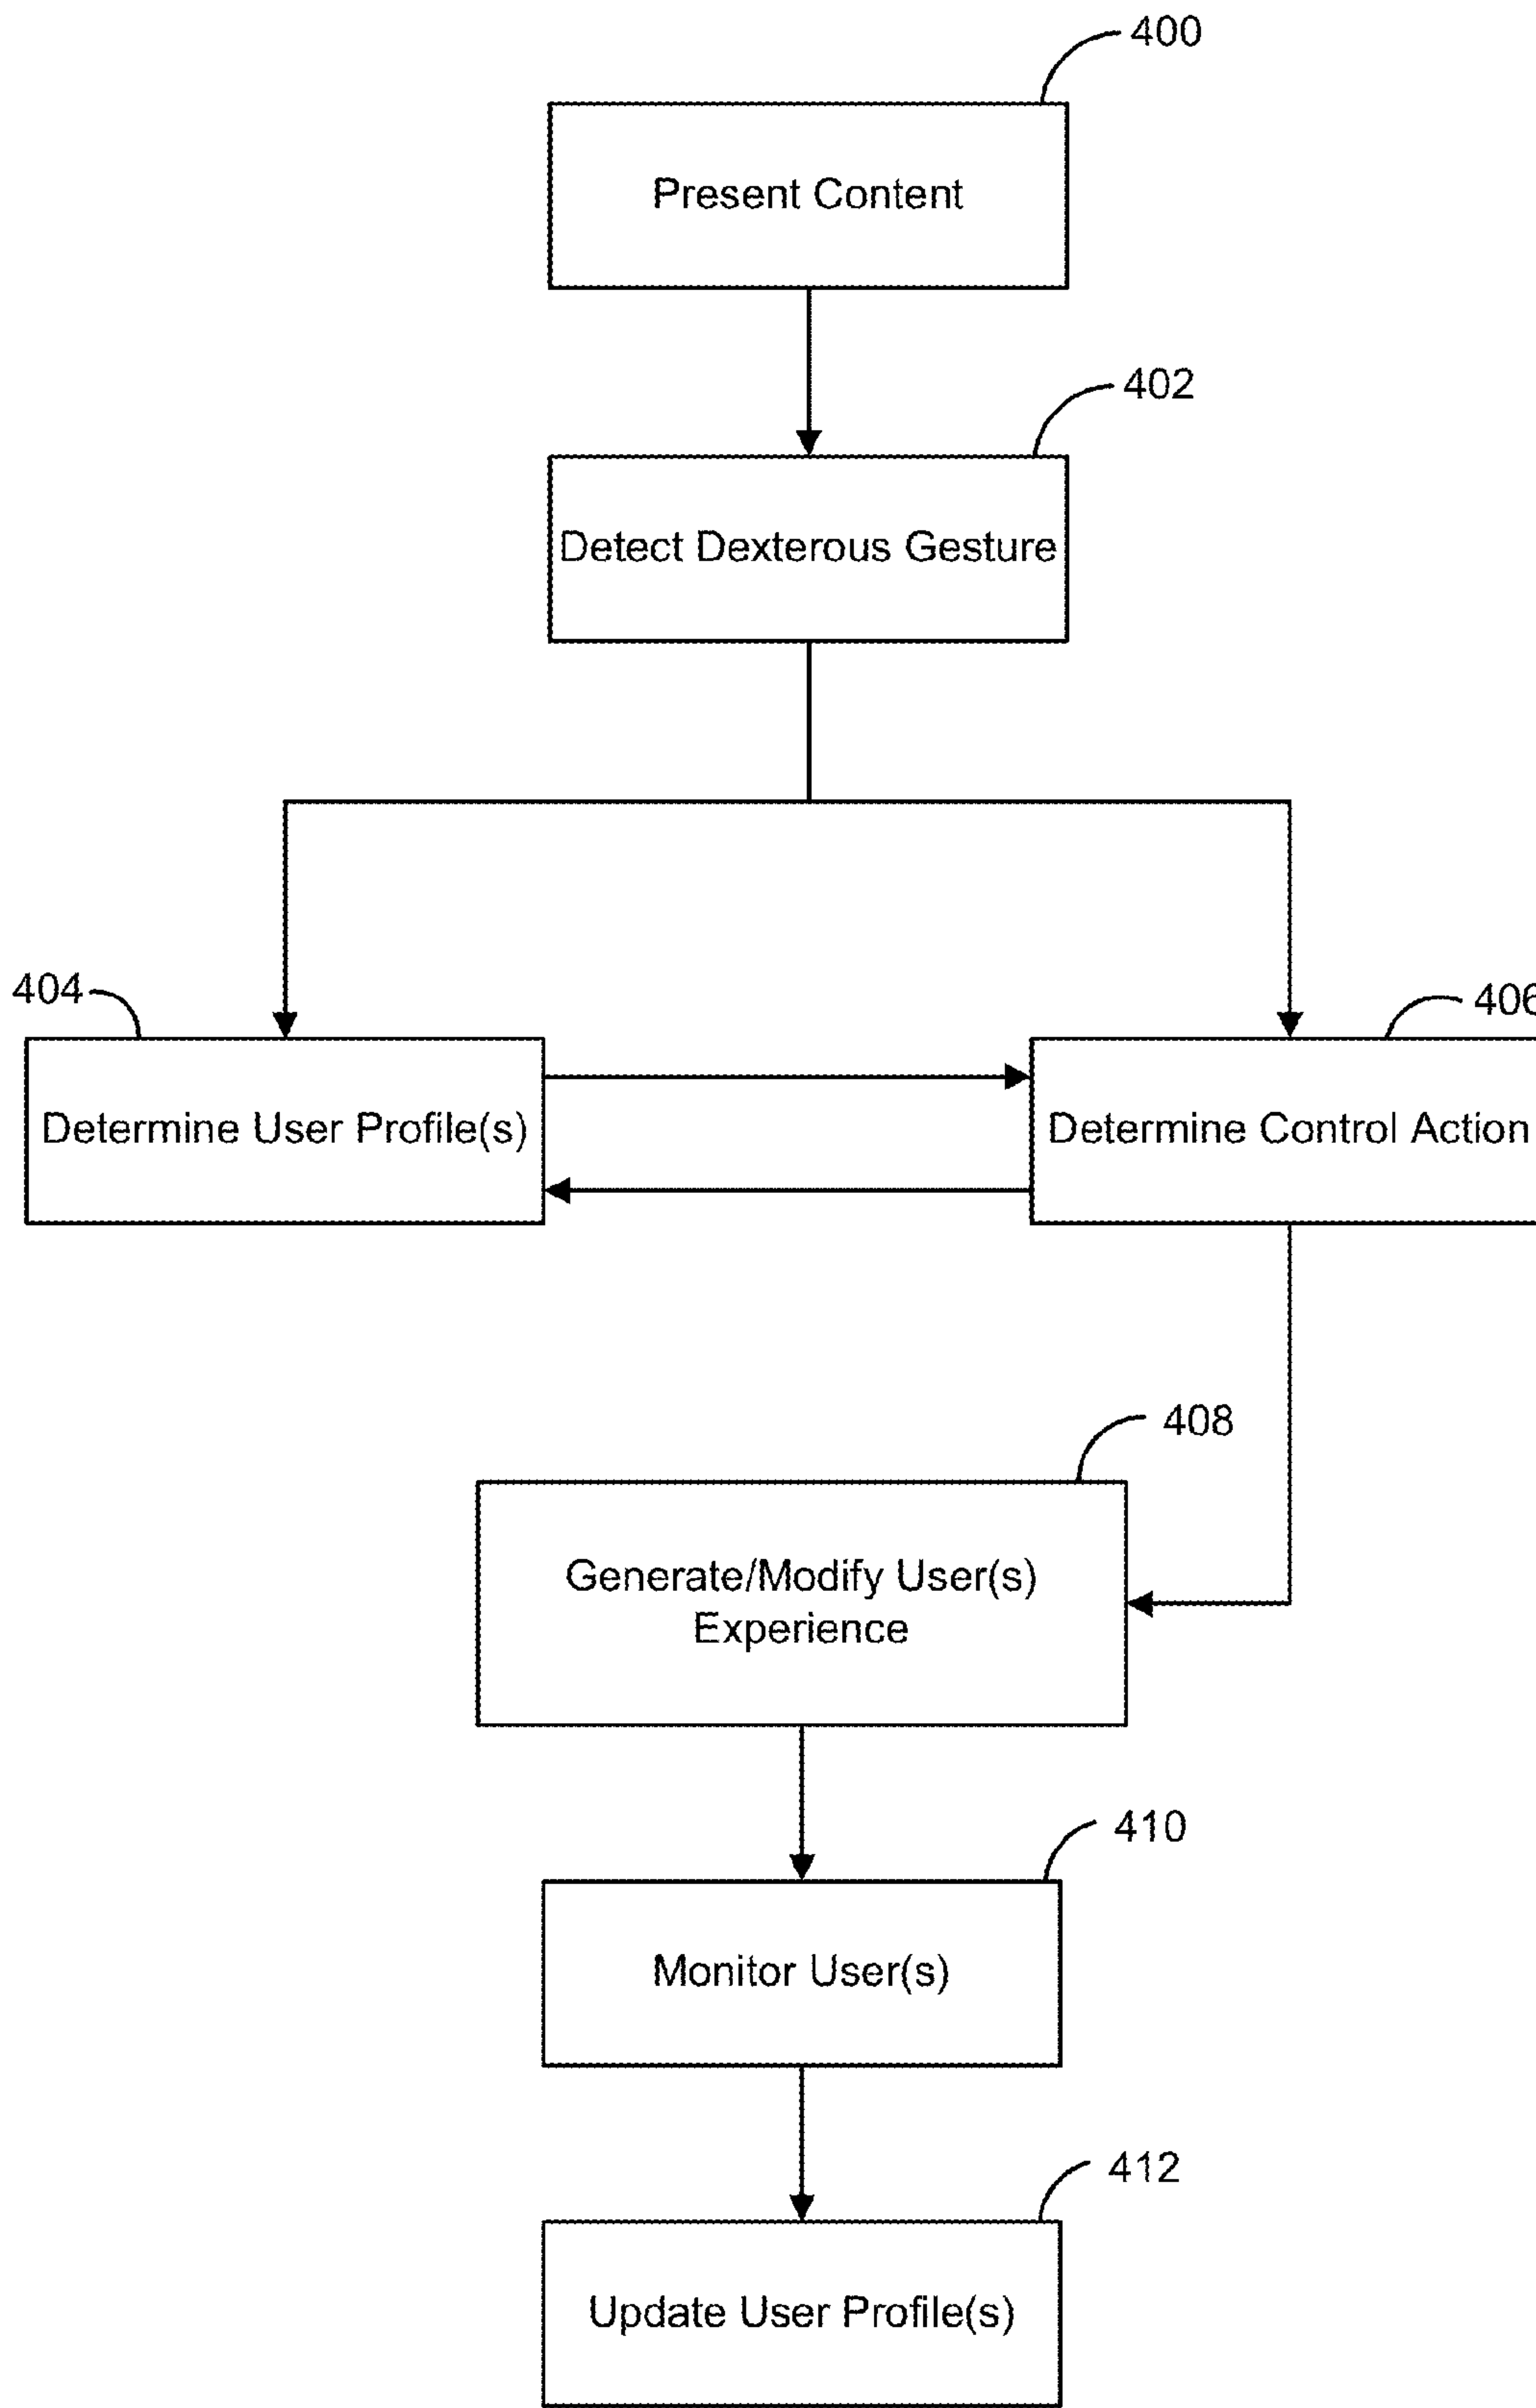 400
Present Content
402
Detect Dexterous Gesture
404
406
Determine User Profile(s)
Determine Control Action
408
Generate/Modify User(s)
Experience
410
Monitor User(s)
412
Update User Profile(s)